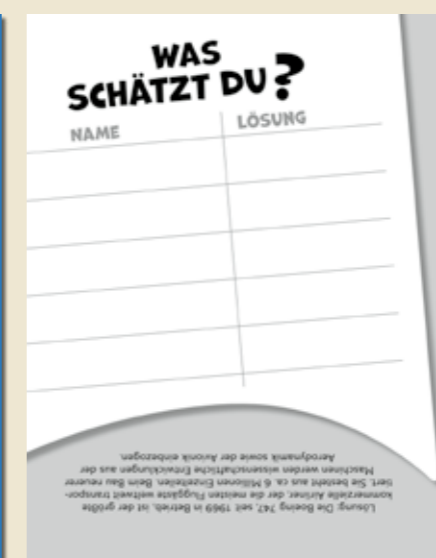 WAS
SCHÄTZT DU?
NAME LÖSUNG
Lösung: Die Boeing 747, seit 1969 in Betrieb, ist der größte
kommerzielle Airliner, der die meisten Fluggäste weltweit transpor-
tiert. Sie besteht aus ca. 6 Millionen Einzelteilen. Beim Bau neuerer
Maschinen werden wissenschaftliche Entwicklungen aus der
Aerodynamik sowie der Avionik einbezogen.